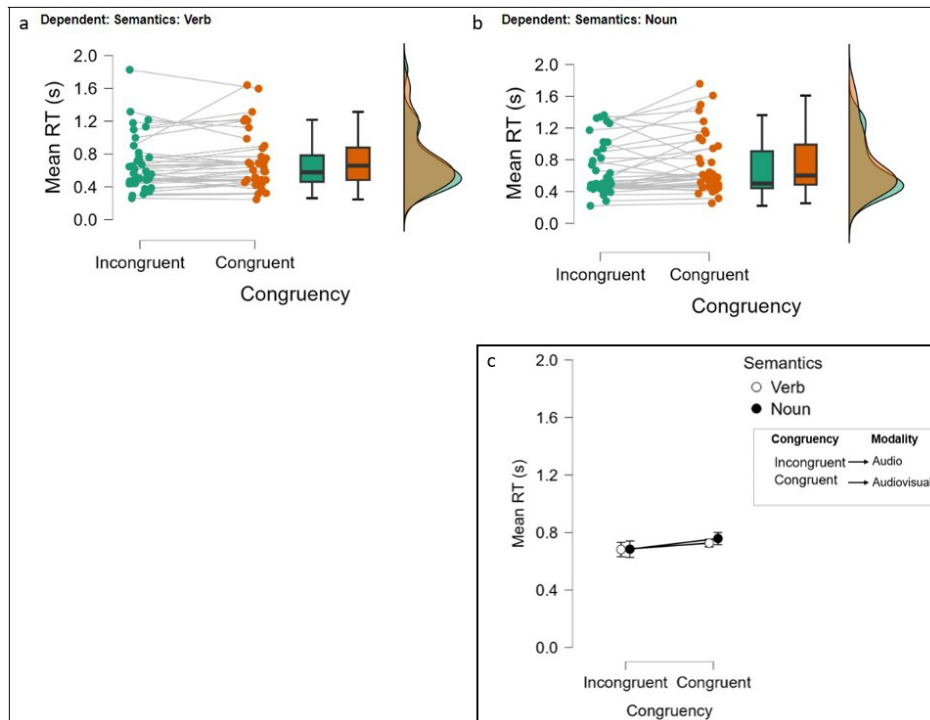 a Dependent: Semantics: Verb
2.0
1.6
1.2
0.8
0.4
0.0
Mean RT (s)
Incongruent Congruent
Congruency
b Dependent: Semantics: Noun
2.0
1.6
1.2
0.8
0.4
0.0
Mean RT (s)
Incongruent Congruent
Congruency
c
2.0
1.6
1.2
0.8
0.4
0.0
Mean RT (s)
Semantics
Verb
Noun
Congruency Modality
Incongruent Audio
Congruent Audiovisual
Incongruent Congruent
Congruency